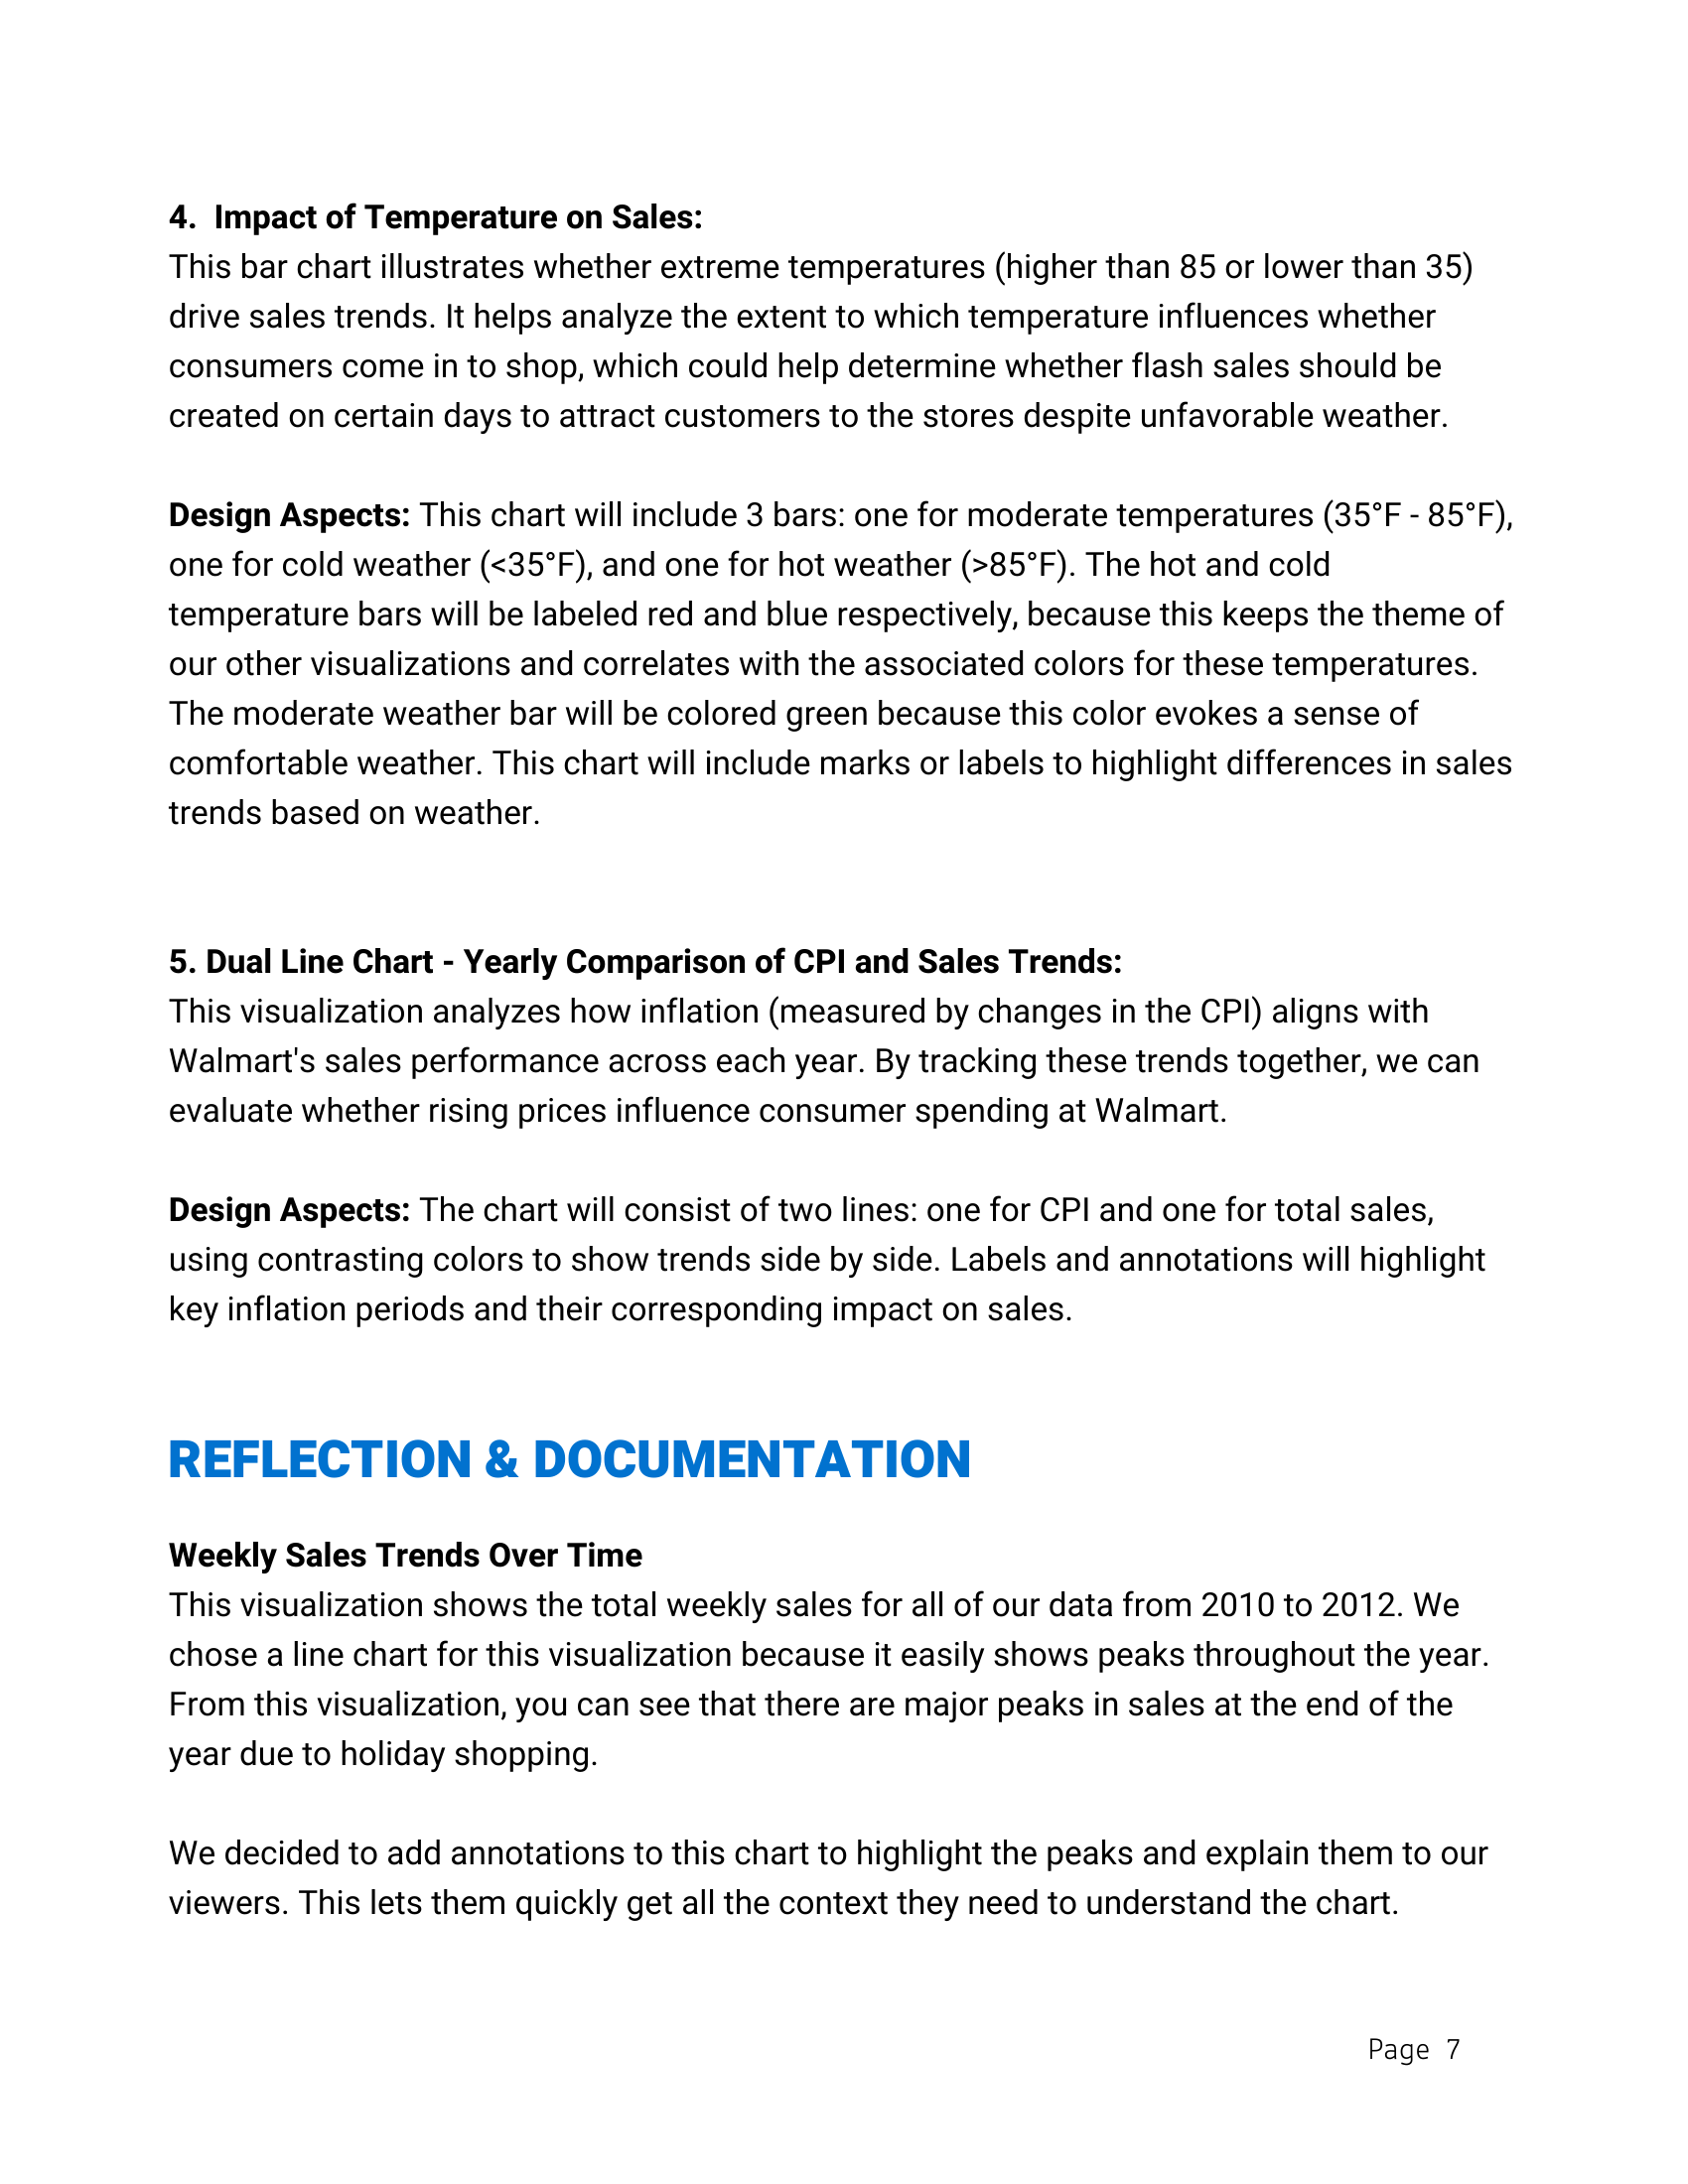 4.  Impact of Temperature on Sales:
This bar chart illustrates whether extreme temperatures (higher than 85 or lower than 35)
drive sales trends. It helps analyze the extent to which temperature influences whether
consumers come in to shop, which could help determine whether flash sales should be
created on certain days to attract customers to the stores despite unfavorable weather.
Design Aspects: This chart will include 3 bars: one for moderate temperatures (35°F - 85°F),
one for cold weather (<35°F), and one for hot weather (>85°F). The hot and cold
temperature bars will be labeled red and blue respectively, because this keeps the theme of
our other visualizations and correlates with the associated colors for these temperatures.
The moderate weather bar will be colored green because this color evokes a sense of
comfortable weather. This chart will include marks or labels to highlight differences in sales
trends based on weather.
5. Dual Line Chart - Yearly Comparison of CPI and Sales Trends:
This visualization analyzes how inflation (measured by changes in the CPI) aligns with
Walmart's sales performance across each year. By tracking these trends together, we can
evaluate whether rising prices influence consumer spending at Walmart.
Design Aspects: The chart will consist of two lines: one for CPI and one for total sales,
using contrasting colors to show trends side by side. Labels and annotations will highlight
key inflation periods and their corresponding impact on sales.
REFLECTION & DOCUMENTATION
Weekly Sales Trends Over Time
This visualization shows the total weekly sales for all of our data from 2010 to 2012. We
chose a line chart for this visualization because it easily shows peaks throughout the year.
From this visualization, you can see that there are major peaks in sales at the end of the
year due to holiday shopping.
We decided to add annotations to this chart to highlight the peaks and explain them to our
viewers. This lets them quickly get all the context they need to understand the chart.
Page 7